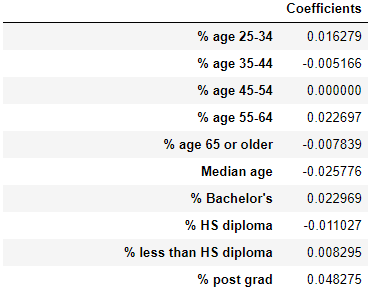 Coefficients
% age 25-34 0.016279
% age 35-44 -0.005166
% age 45-54 0.000000
% age 55-64 0.022697
% age 65 or older -0.007839
Median age -0.025776
% Bachelor's 0.022969
% HS diploma -0.011027
% less than HS diploma 0.008295
% post grad 0.048275